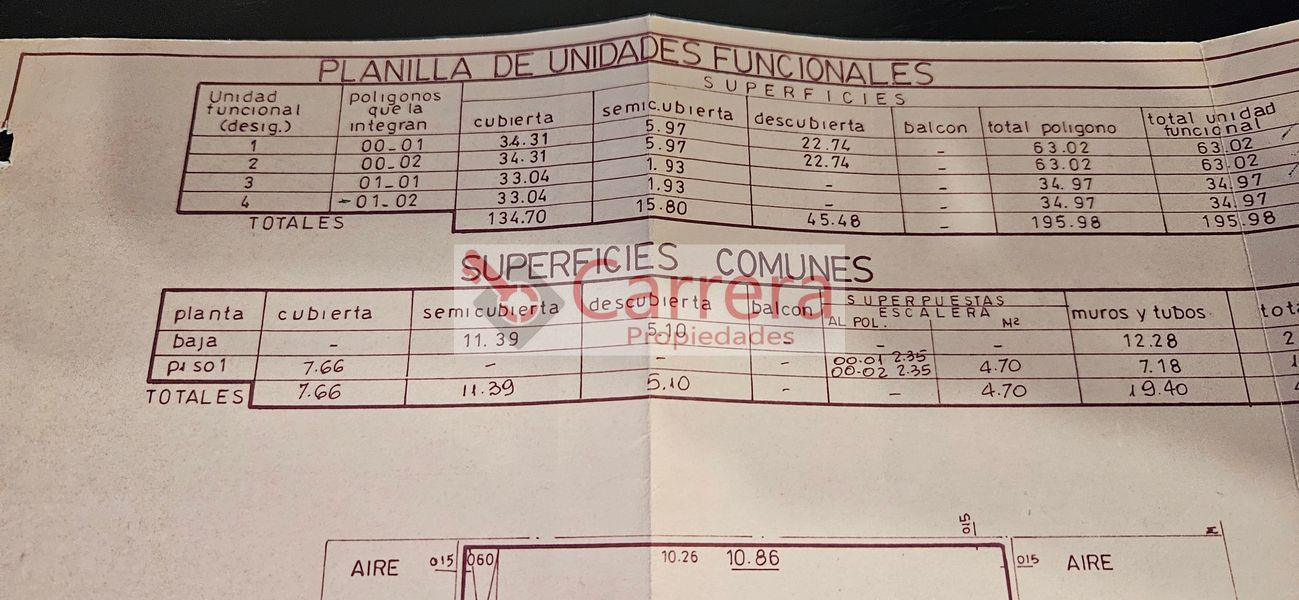 PLANILLA DE UNIDADES FUNCIONALES
Unidad funcional (desig.) poligonos que la integran SUPERFICIES
cubierta semicubierta descubierta balcon total poligono total unidad funcional
1 00-01 34.31 5.97 22.74 - 63.02 63.02
2 00-02 34.31 5.97 22.74 - 63.02 63.02
3 01-01 33.04 1.93 - - 34.97 34.97
4 01-02 33.04 1.93 - - 34.97 34.97
TOTALES 134.70 15.80 45.48 - 195.98 195.98
SUPERFICIES COMUNES
Carrera
Propiedades
planta cubierta semicubierta descubierta balcon SUPERPUESTAS ESCALERA AL POL. M² muros y tubos
baja - 11.39 5.10 - - - 12.28
piso1 7.66 - - - 00-01 2.35 00-02 2.35 4.70 7.18
TOTALES 7.66 11.39 5.10 - - 4.70 19.40
015
AIRE 015 060 10.26 10.86 015 AIRE